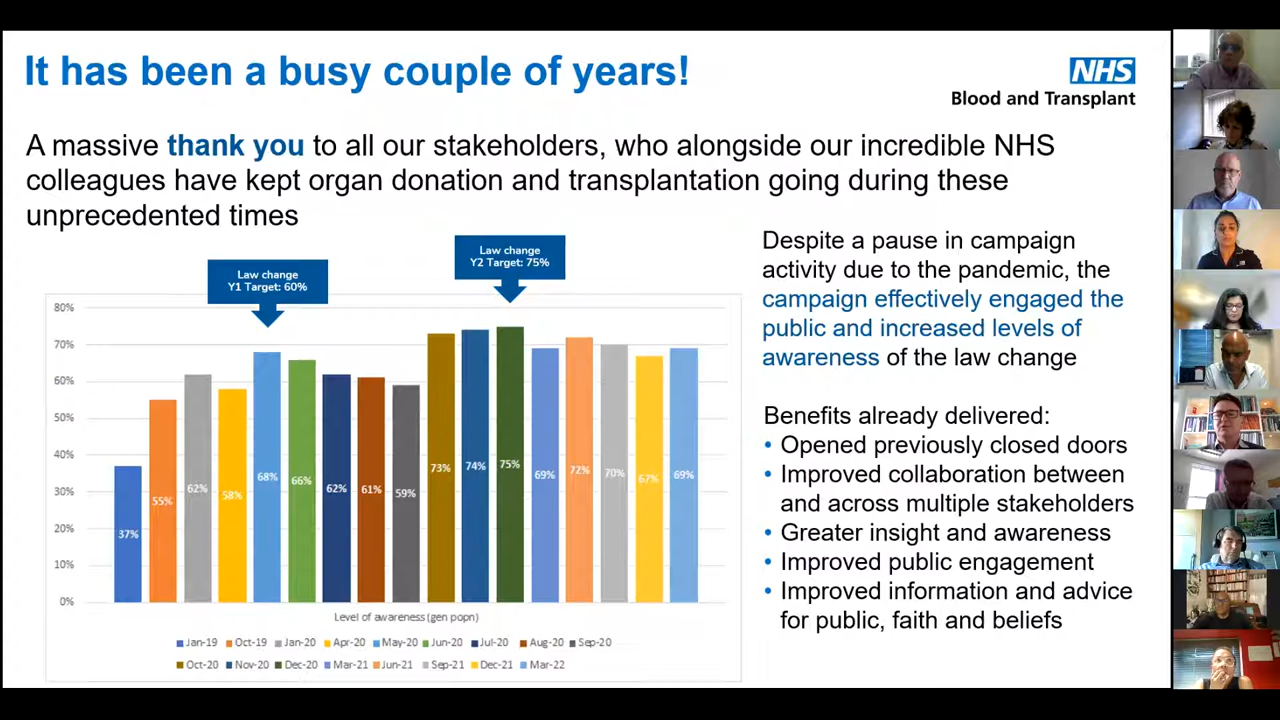 It has been a busy couple of years!
NHS
Blood and Transplant
A massive thank you to all our stakeholders, who alongside our incredible NHS
colleagues have kept organ donation and transplantation going during these
unprecedented times
Law change
Y1 Target: 60%
Law change
Y2 Target: 75%
80%
70%
60%
50%
40%
30%
20%
10%
0%
37%
55%
62%
58%
68%
66%
62%
61%
59%
73%
74%
75%
69%
72%
70%
67%
69%
Level of awareness (gen popn)
Jan-19 Oct-19 Jan-20 Apr-20 May-20 Jun-20 Jul-20 Aug-20 Sep-20
Oct-20 Nov-20 Dec-20 Mar-21 Jun-21 Sep-21 Dec-21 Mar-22
Despite a pause in campaign
activity due to the pandemic, the
campaign effectively engaged the
public and increased levels of
awareness of the law change
Benefits already delivered:
• Opened previously closed doors
• Improved collaboration between
and across multiple stakeholders
• Greater insight and awareness
• Improved public engagement
• Improved information and advice
for public, faith and beliefs